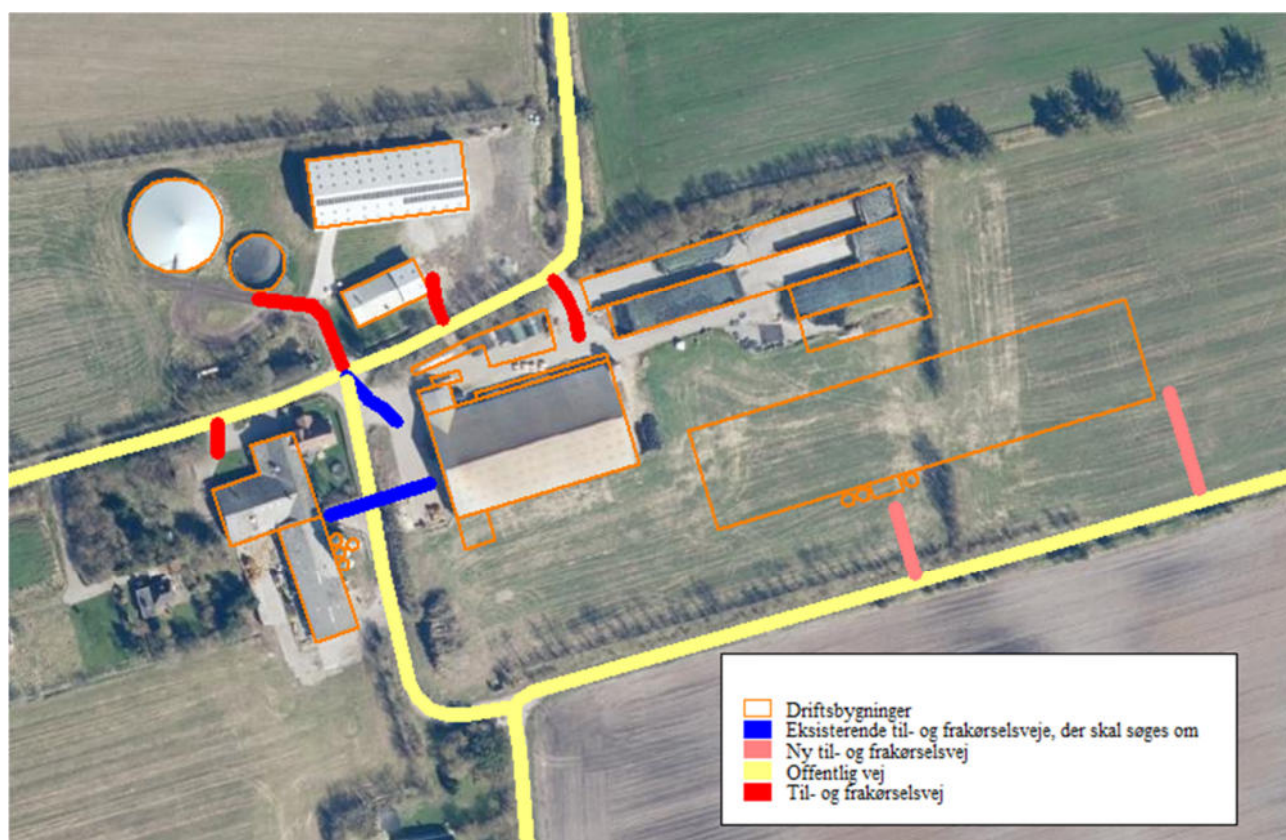 Driftsbygninger
Eksisterende til- og frakørselsveje, der skal søges om
Ny til- og frakørselsvej
Offentlig vej
Til- og frakørselsvej